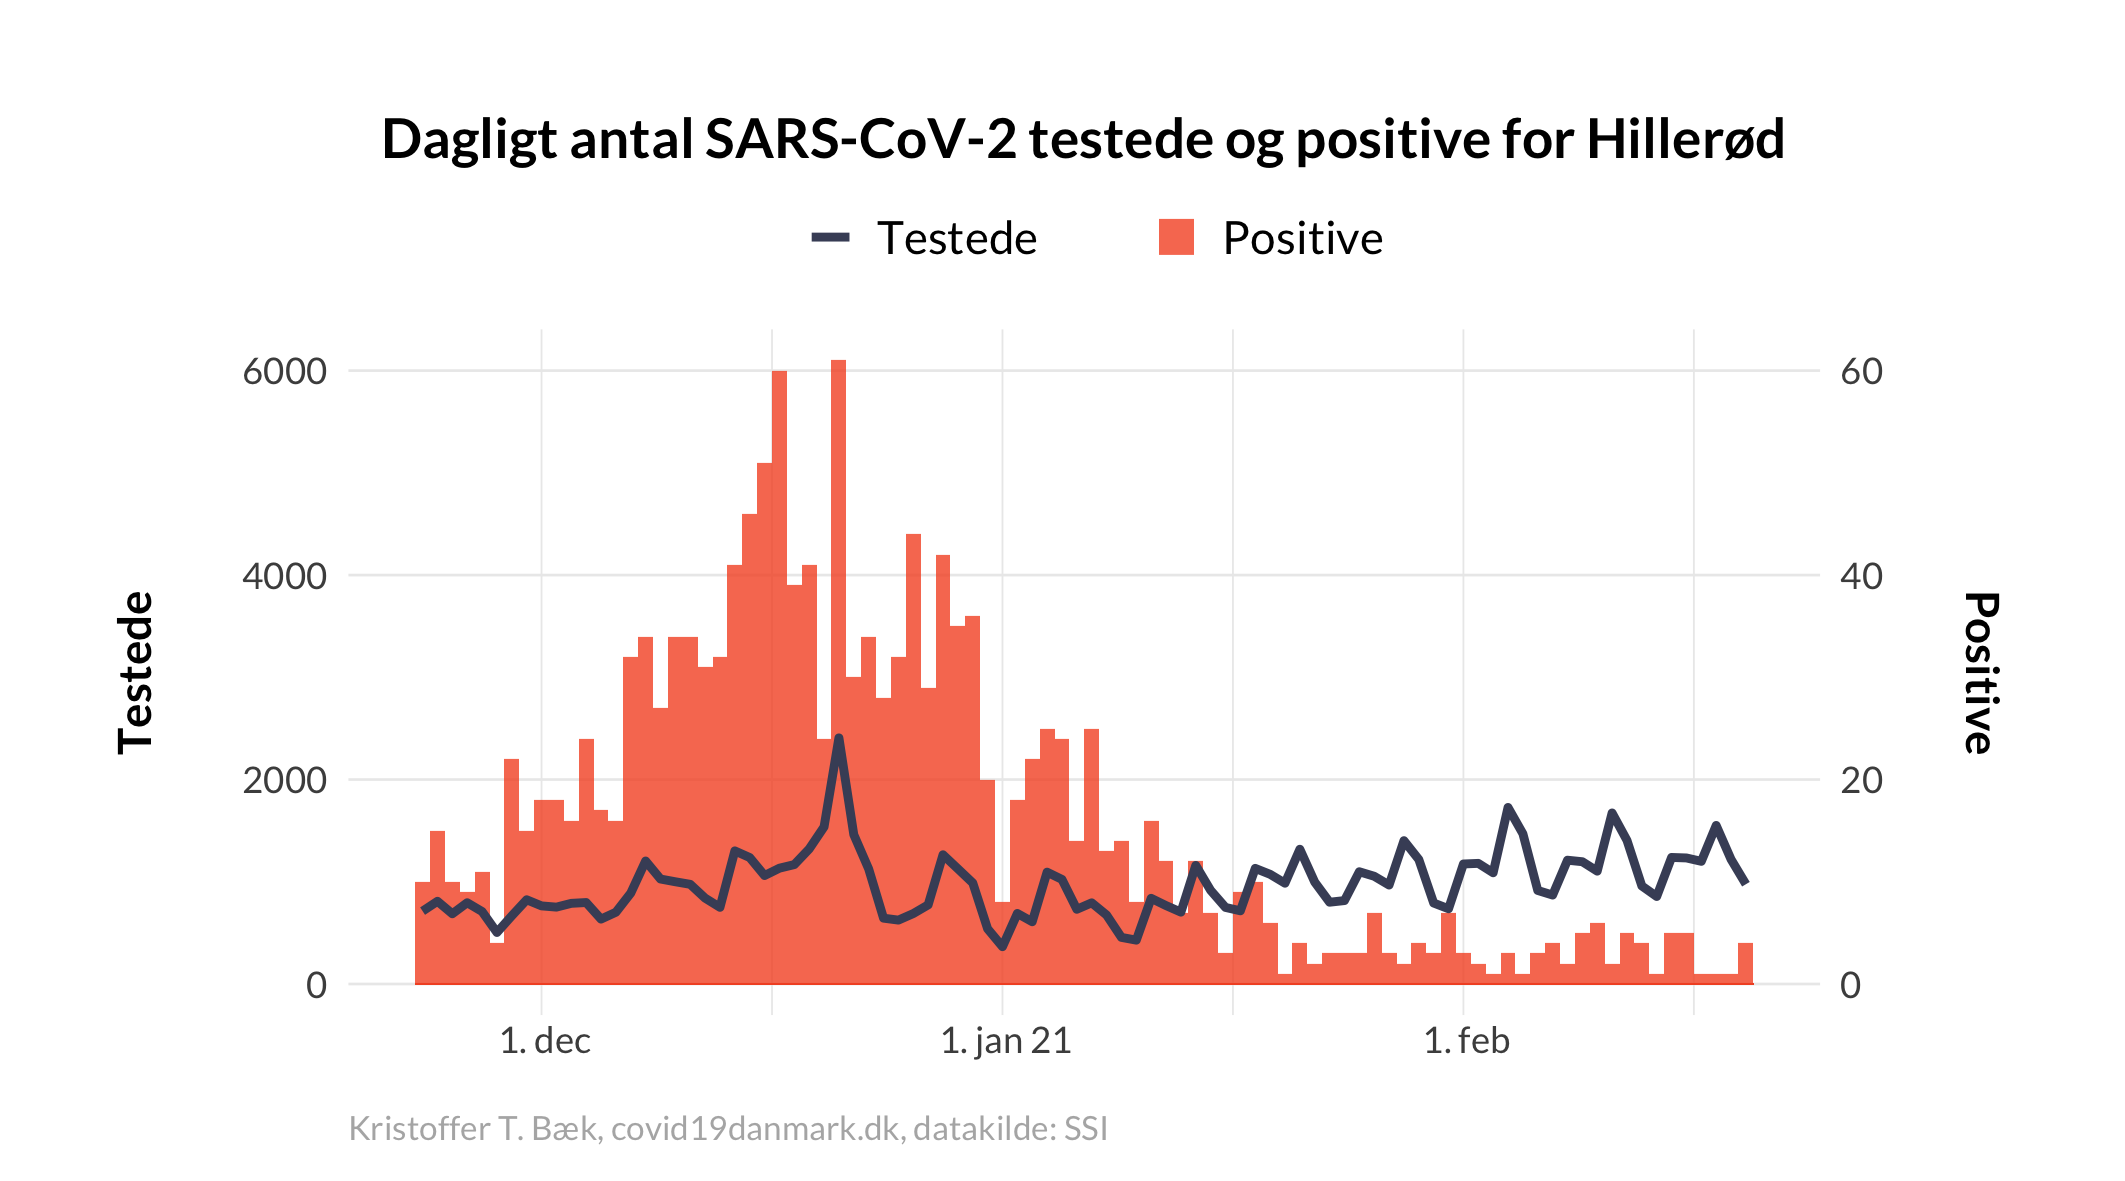 Dagligt antal SARS-CoV-2 testede og positive for Hillerød
Testede
Positive
6000
4000
2000
0
60
40
20
0
Testede
Positive
1. dec
1. jan 21
1. feb
Kristoffer T. Bæk, covid19danmark.dk, datakilde: SSI